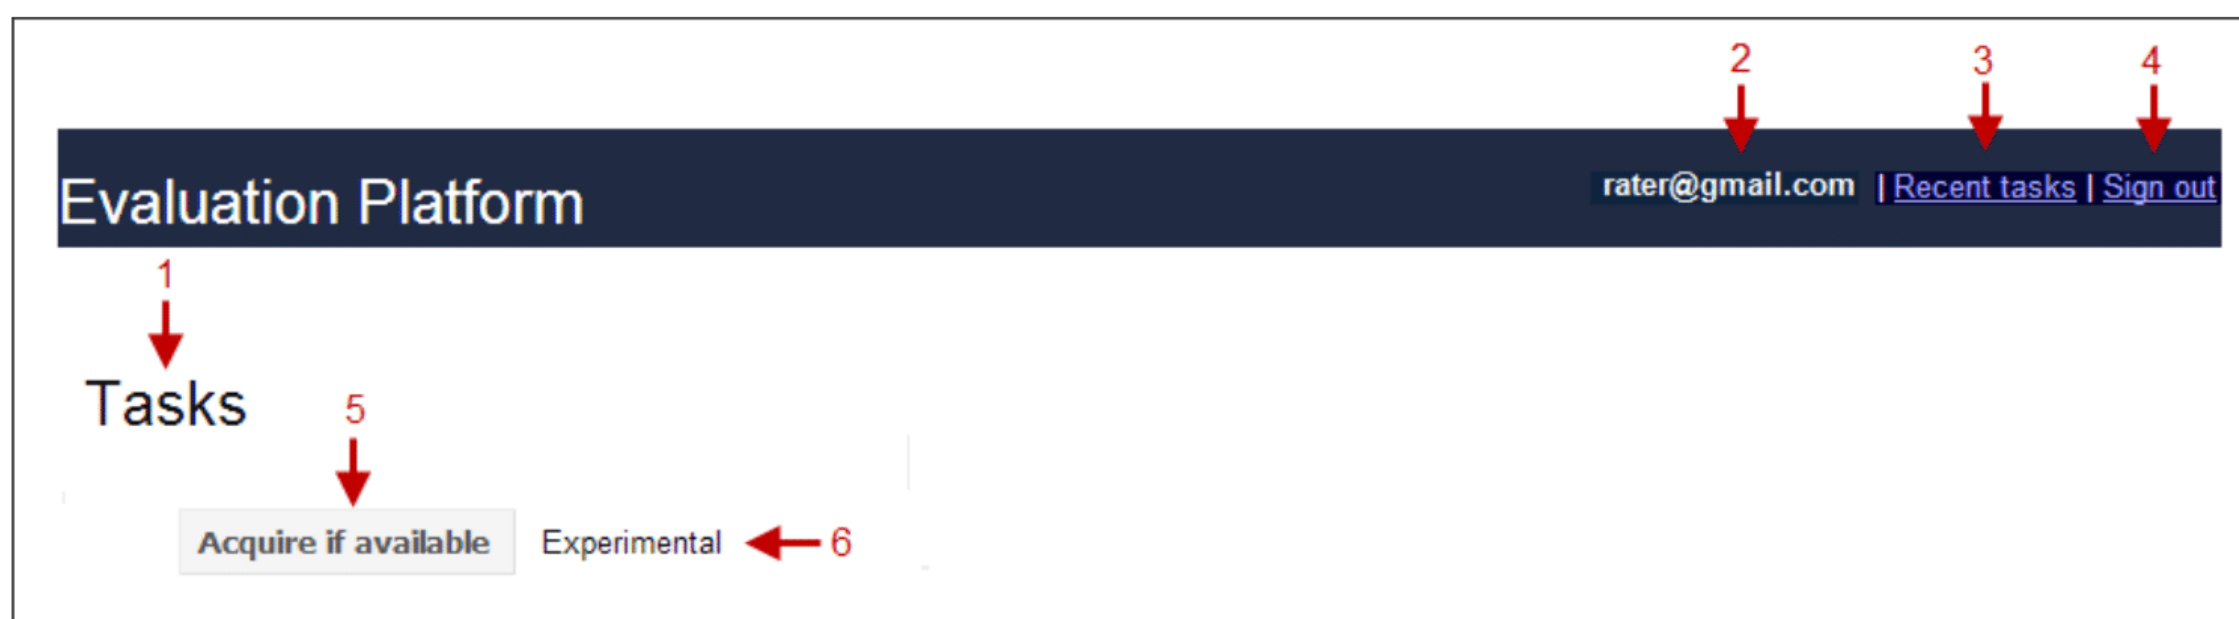 2 3 4
Evaluation Platform rater@gmail.com | Recent tasks | Sign out
1
Tasks
5
Acquire if available Experimental 6